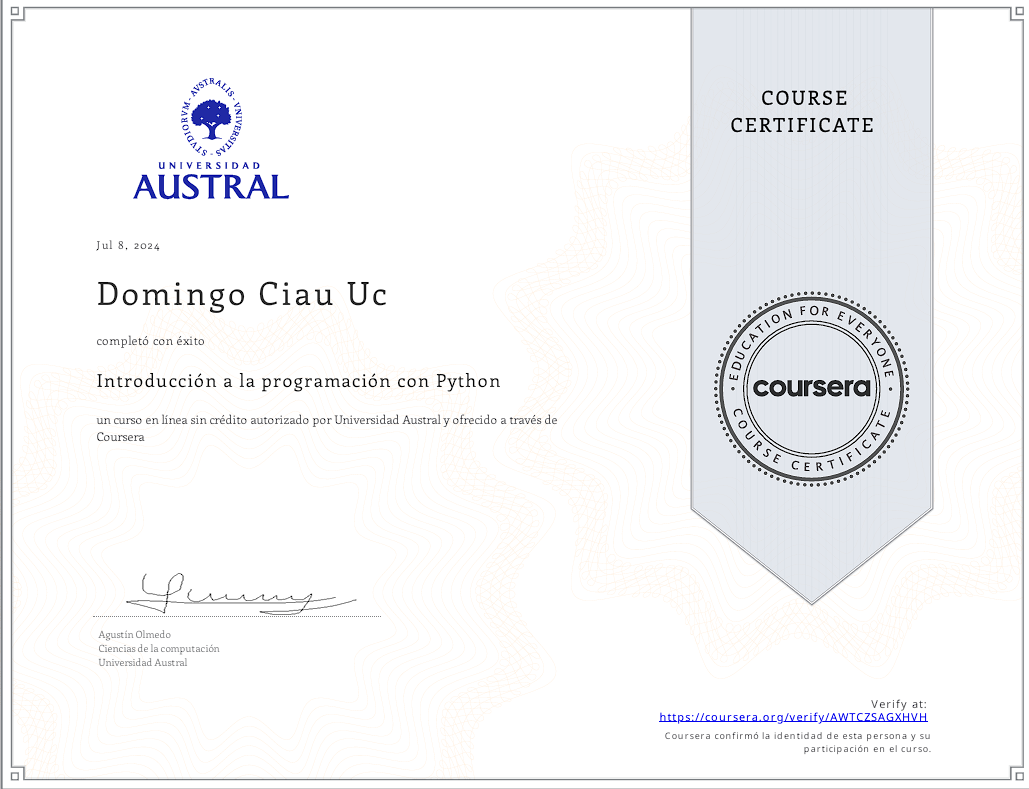 STVDIORVM · AVSTRALIS · VNIVERSITAS
UNIVERSIDAD
AUSTRAL
COURSE
CERTIFICATE
Jul 8, 2024
Domingo Ciau Uc
completó con éxito
Introducción a la programación con Python
un curso en línea sin crédito autorizado por Universidad Austral y ofrecido a través de
Coursera
EDUCATION FOR EVERYONE
coursera
COURSE CERTIFICATE
Agustín Olmedo
Ciencias de la computación
Universidad Austral
Verify at:
https://coursera.org/verify/AWTCZSAGXHVH
Coursera confirmó la identidad de esta persona y su
participación en el curso.